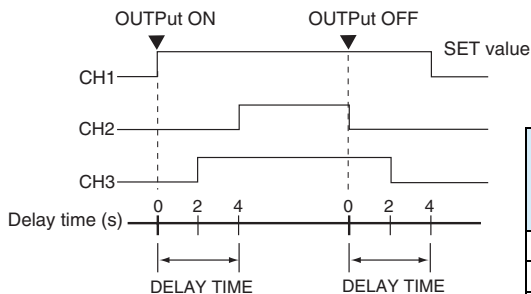 OUTPut ON OUTPut OFF
SET value
CH1
CH2
CH3
0 2 4 0 2 4
Delay time (s)
DELAY TIME DELAY TIME